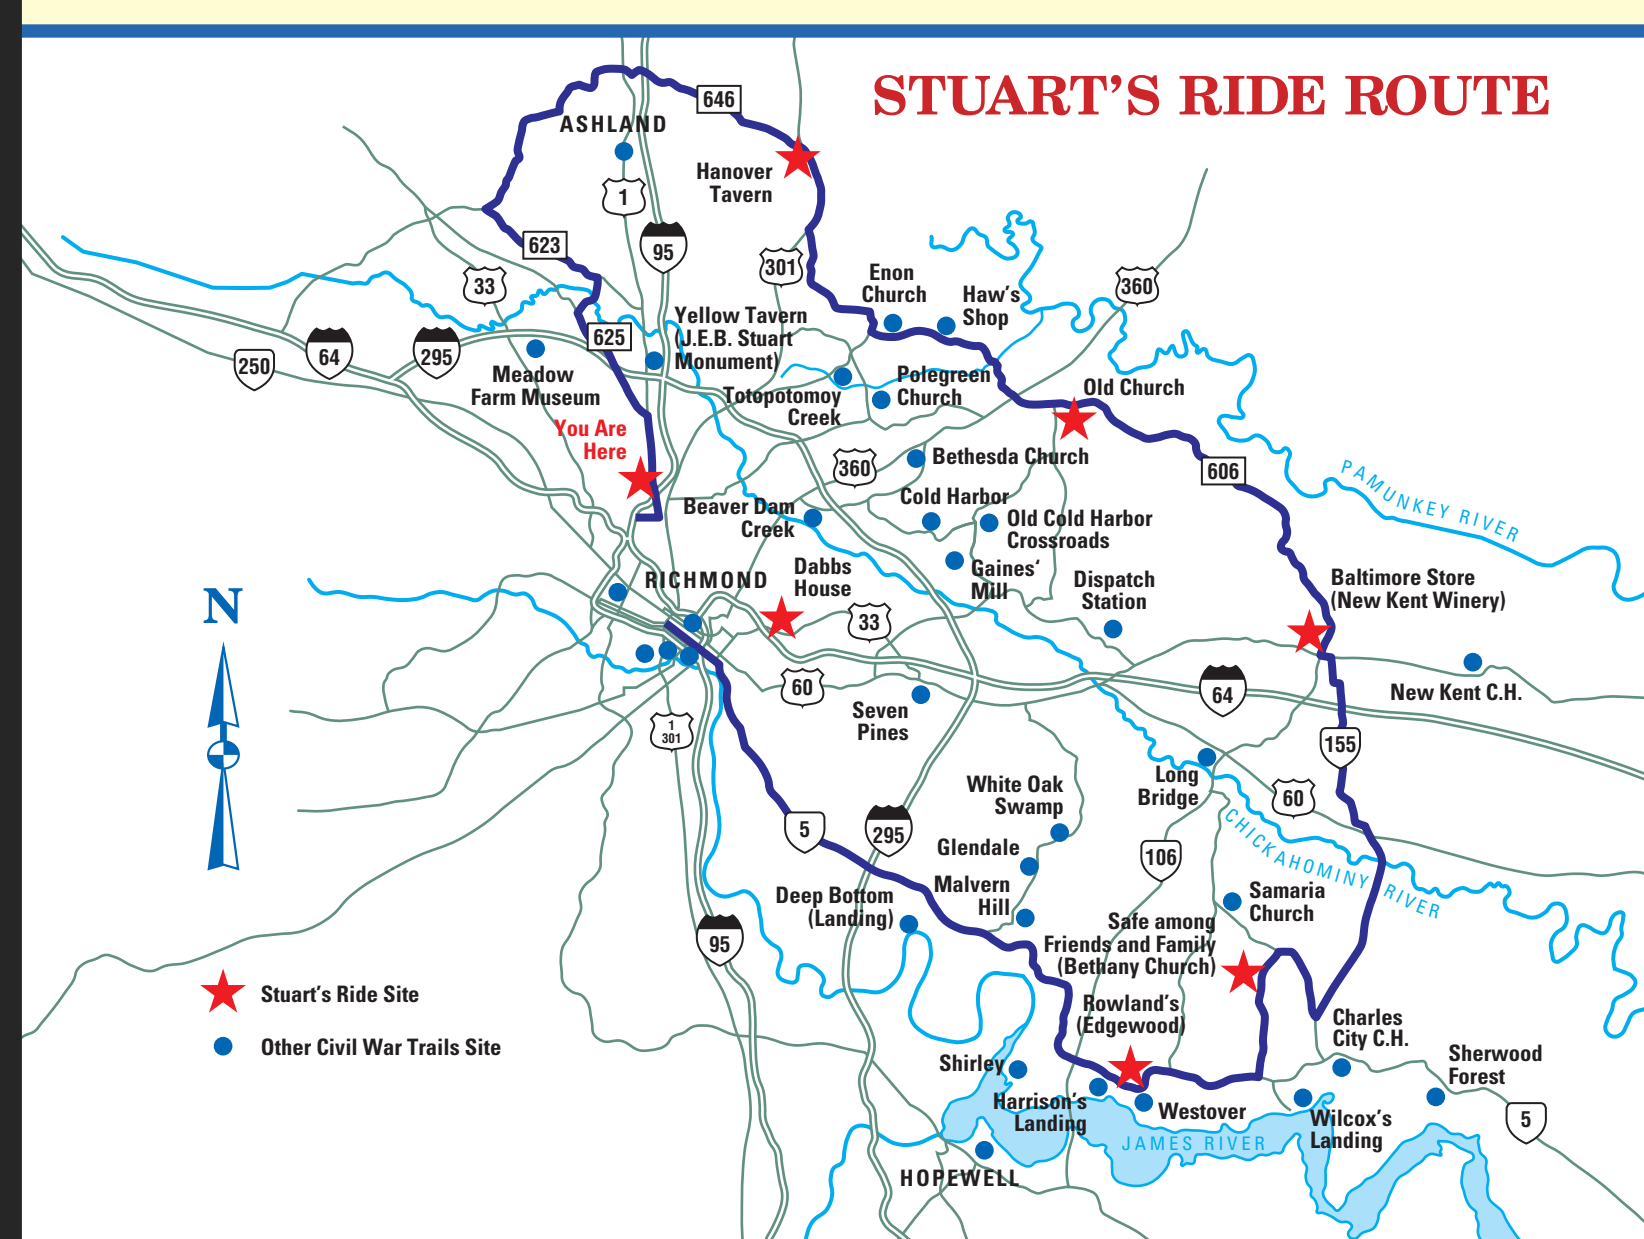 STUART'S RIDE ROUTE
646
ASHLAND
Hanover
Tavern
1
623
95
301
33
Enon
Church
Haw's
Shop
360
Yellow Tavern
(J.E.B. Stuart
Monument)
625
250
64
295
Meadow
Farm Museum
Totopotomoy
Creek
Polegreen
Church
Old Church
You Are
Here
360
Bethesda Church
606
PAMUNKEY RIVER
Cold Harbor
Beaver Dam
Creek
Old Cold Harbor
Crossroads
Gaines‘
Mill
RICHMOND
Dabbs
House
Dispatch
Station
Baltimore Store
(New Kent Winery)
N
33
60
64
New Kent C.H.
Seven
Pines
1
301
155
Long
Bridge
60
White Oak
Swamp
5
295
CHICKAHOMINY RIVER
Glendale
106
Malvern
Hill
Deep Bottom
(Landing)
Samaria
Church
Safe among
Friends and Family
(Bethany Church)
95
Stuart's Ride Site
Rowland's
(Edgewood)
Charles
City C.H.
Other Civil War Trails Site
Sherwood
Forest
Shirley
Harrison's
Landing
Westover
Wilcox's
Landing
5
JAMES RIVER
HOPEWELL